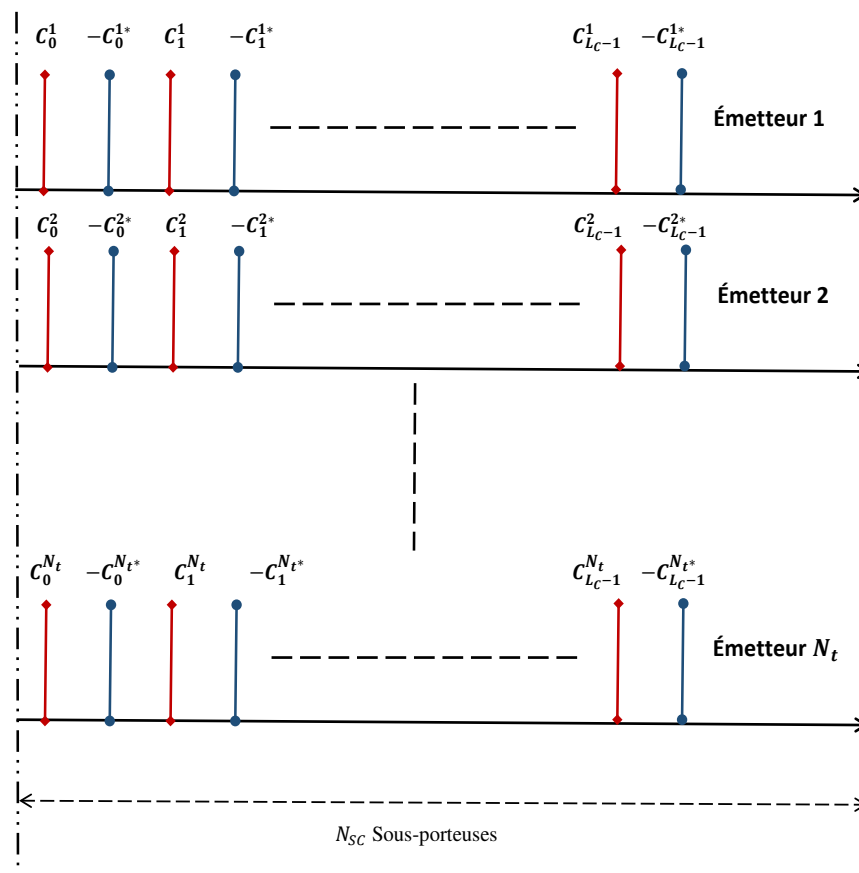 $C_0^1$ $-C_0^{1*}$ $C_1^1$ $-C_1^{1*}$ $C_{L_C-1}^1$ $-C_{L_C-1}^{1*}$
Émetteur 1
$C_0^2$ $-C_0^{2*}$ $C_1^2$ $-C_1^{2*}$ $C_{L_C-1}^2$ $-C_{L_C-1}^{2*}$
Émetteur 2
$C_0^{N_t}$ $-C_0^{N_t*}$ $C_1^{N_t}$ $-C_1^{N_t*}$ $C_{L_C-1}^{N_t}$ $-C_{L_C-1}^{N_t*}$
Émetteur $N_t$
$N_{SC}$ Sous-porteuses